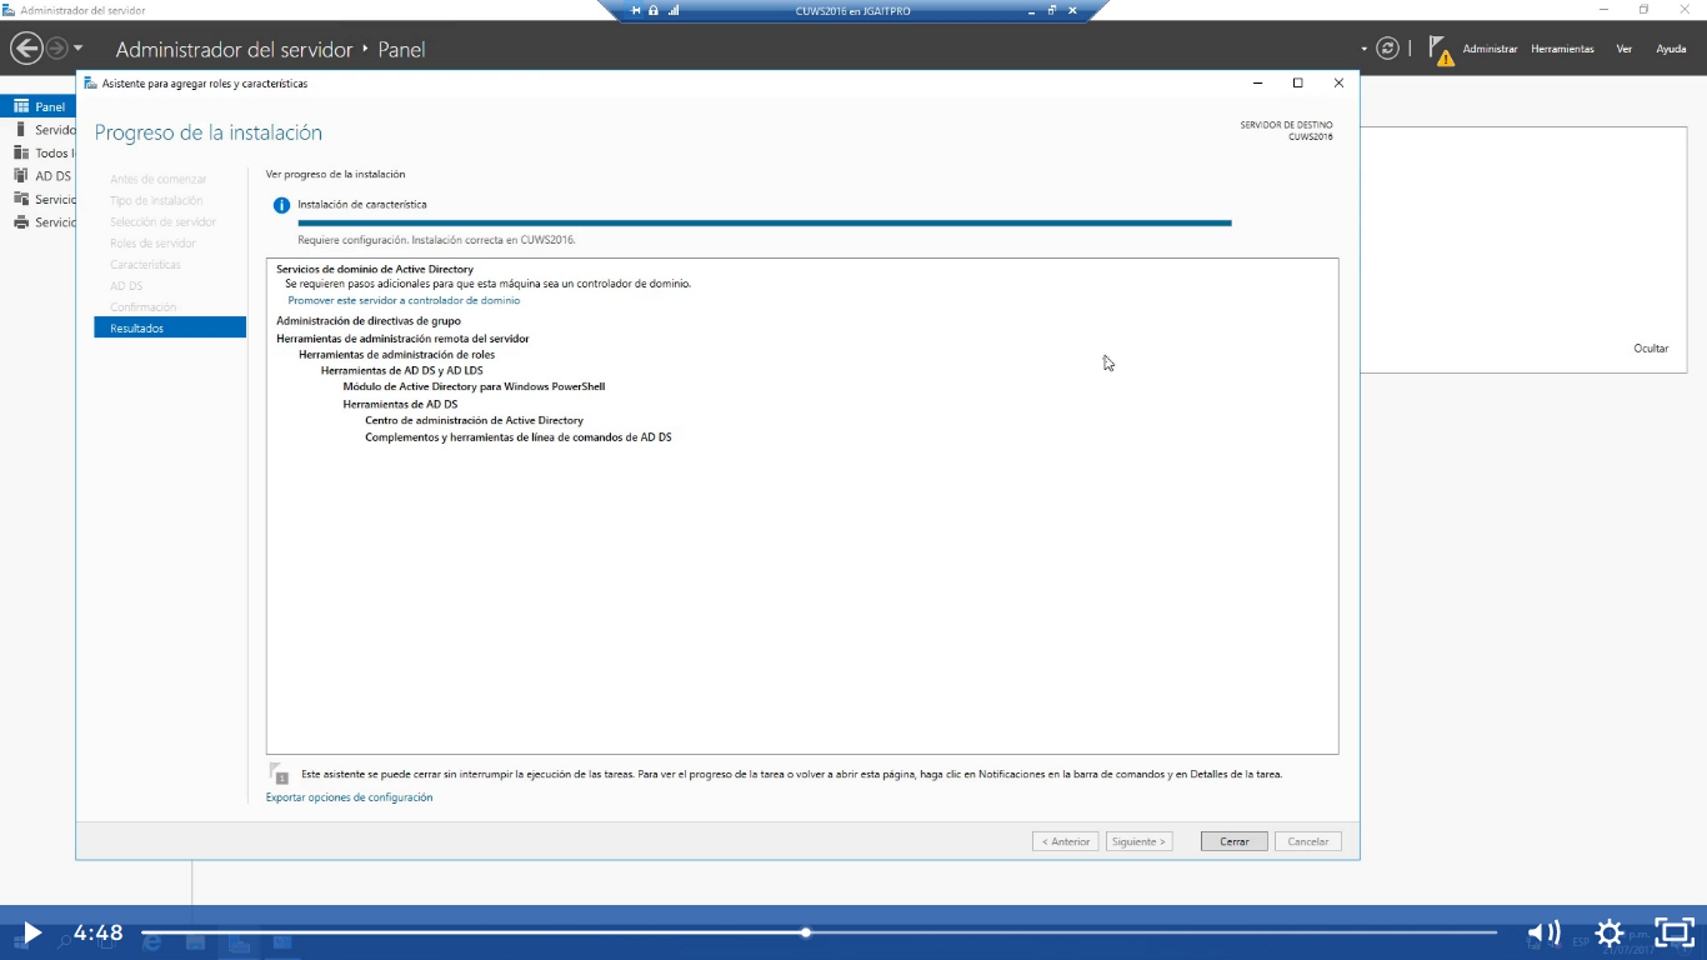 Administrador del servidor
CUWS2016 en JGAITPRO
Administrador del servidor ‣ Panel
Administrar Herramientas Ver Ayuda
Asistente para agregar roles y características
Panel
Servido
Todos l
AD DS
Servicio
Servicio
Progreso de la instalación
SERVIDOR DE DESTINO
CUWS2016
Antes de comenzar
Tipo de instalación
Selección de servidor
Roles de servidor
Características
AD DS
Confirmación
Resultados
Ver progreso de la instalación
Instalación de característica
Requiere configuración. Instalación correcta en CUWS2016.
Servicios de dominio de Active Directory
Se requieren pasos adicionales para que esta máquina sea un controlador de dominio.
Promover este servidor a controlador de dominio
Administración de directivas de grupo
Herramientas de administración remota del servidor
Herramientas de administración de roles
Herramientas de AD DS y AD LDS
Módulo de Active Directory para Windows PowerShell
Herramientas de AD DS
Centro de administración de Active Directory
Complementos y herramientas de línea de comandos de AD DS
Ocultar
1 Este asistente se puede cerrar sin interrumpir la ejecución de las tareas. Para ver el progreso de la tarea o volver a abrir esta página, haga clic en Notificaciones en la barra de comandos y en Detalles de la tarea.
Exportar opciones de configuración
< Anterior Siguiente > Cerrar Cancelar
4:48
ESP
p.m.